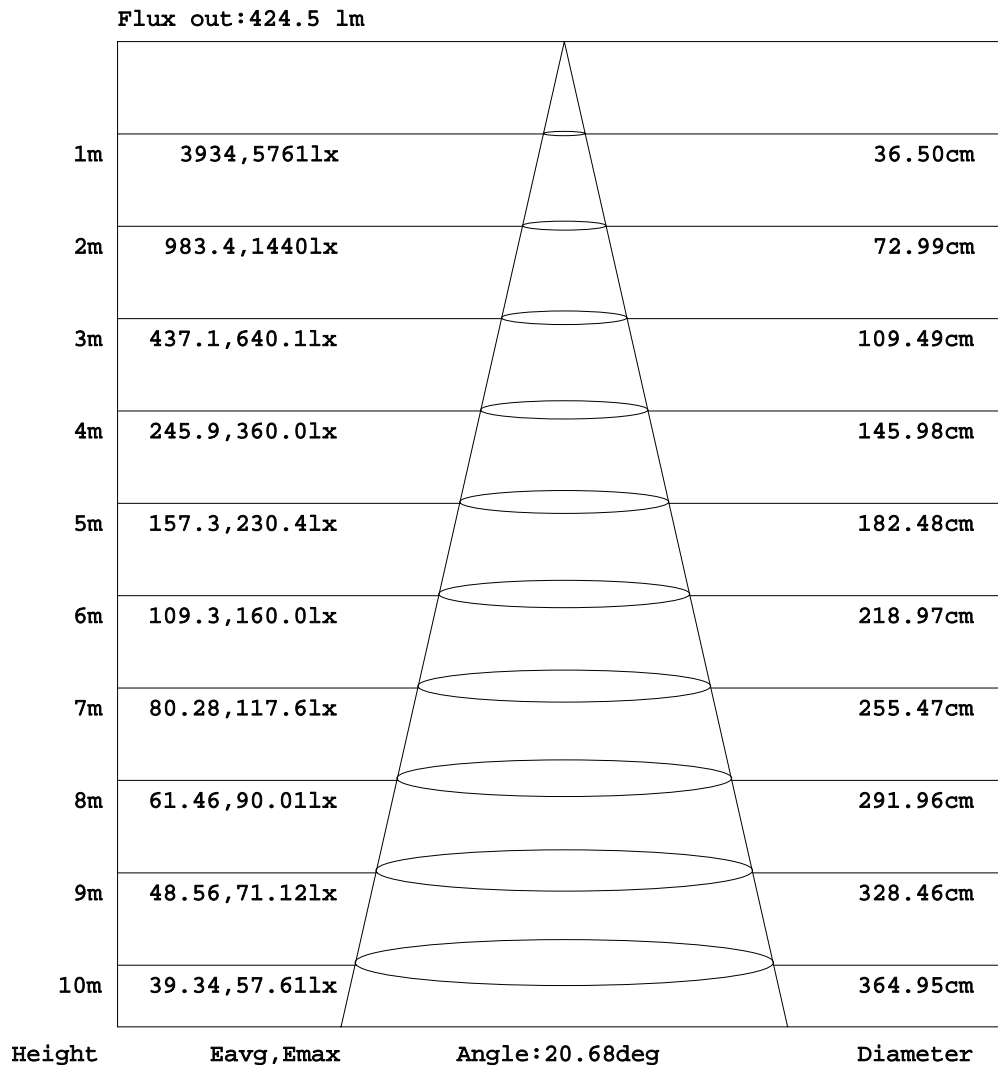 Flux out:424.5 lm
1m 3934,5761lx 36.50cm
2m 983.4,1440lx 72.99cm
3m 437.1,640.1lx 109.49cm
4m 245.9,360.0lx 145.98cm
5m 157.3,230.4lx 182.48cm
6m 109.3,160.0lx 218.97cm
7m 80.28,117.6lx 255.47cm
8m 61.46,90.01lx 291.96cm
9m 48.56,71.12lx 328.46cm
10m 39.34,57.61lx 364.95cm
Height Eavg,Emax Angle:20.68deg Diameter